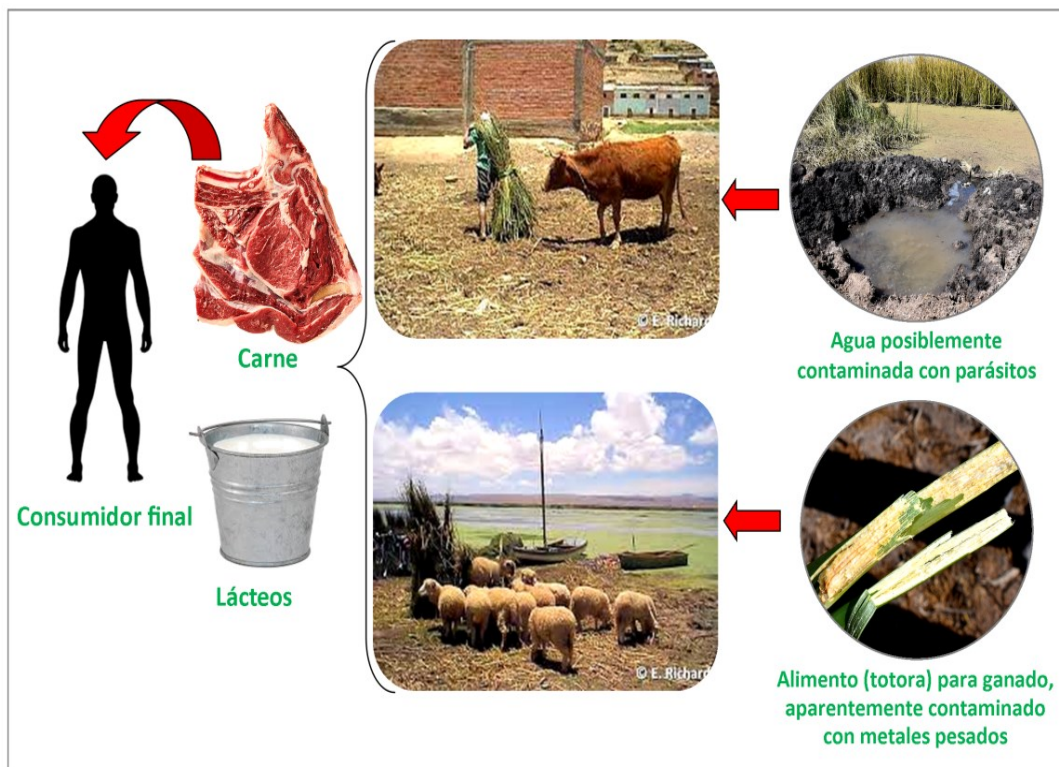 Carne
Consumidor final
Lácteos
© E. Richard
Agua posiblemente
contaminada con parásitos
© E. Richard
Alimento (totora) para ganado,
aparentemente contaminado
con metales pesados